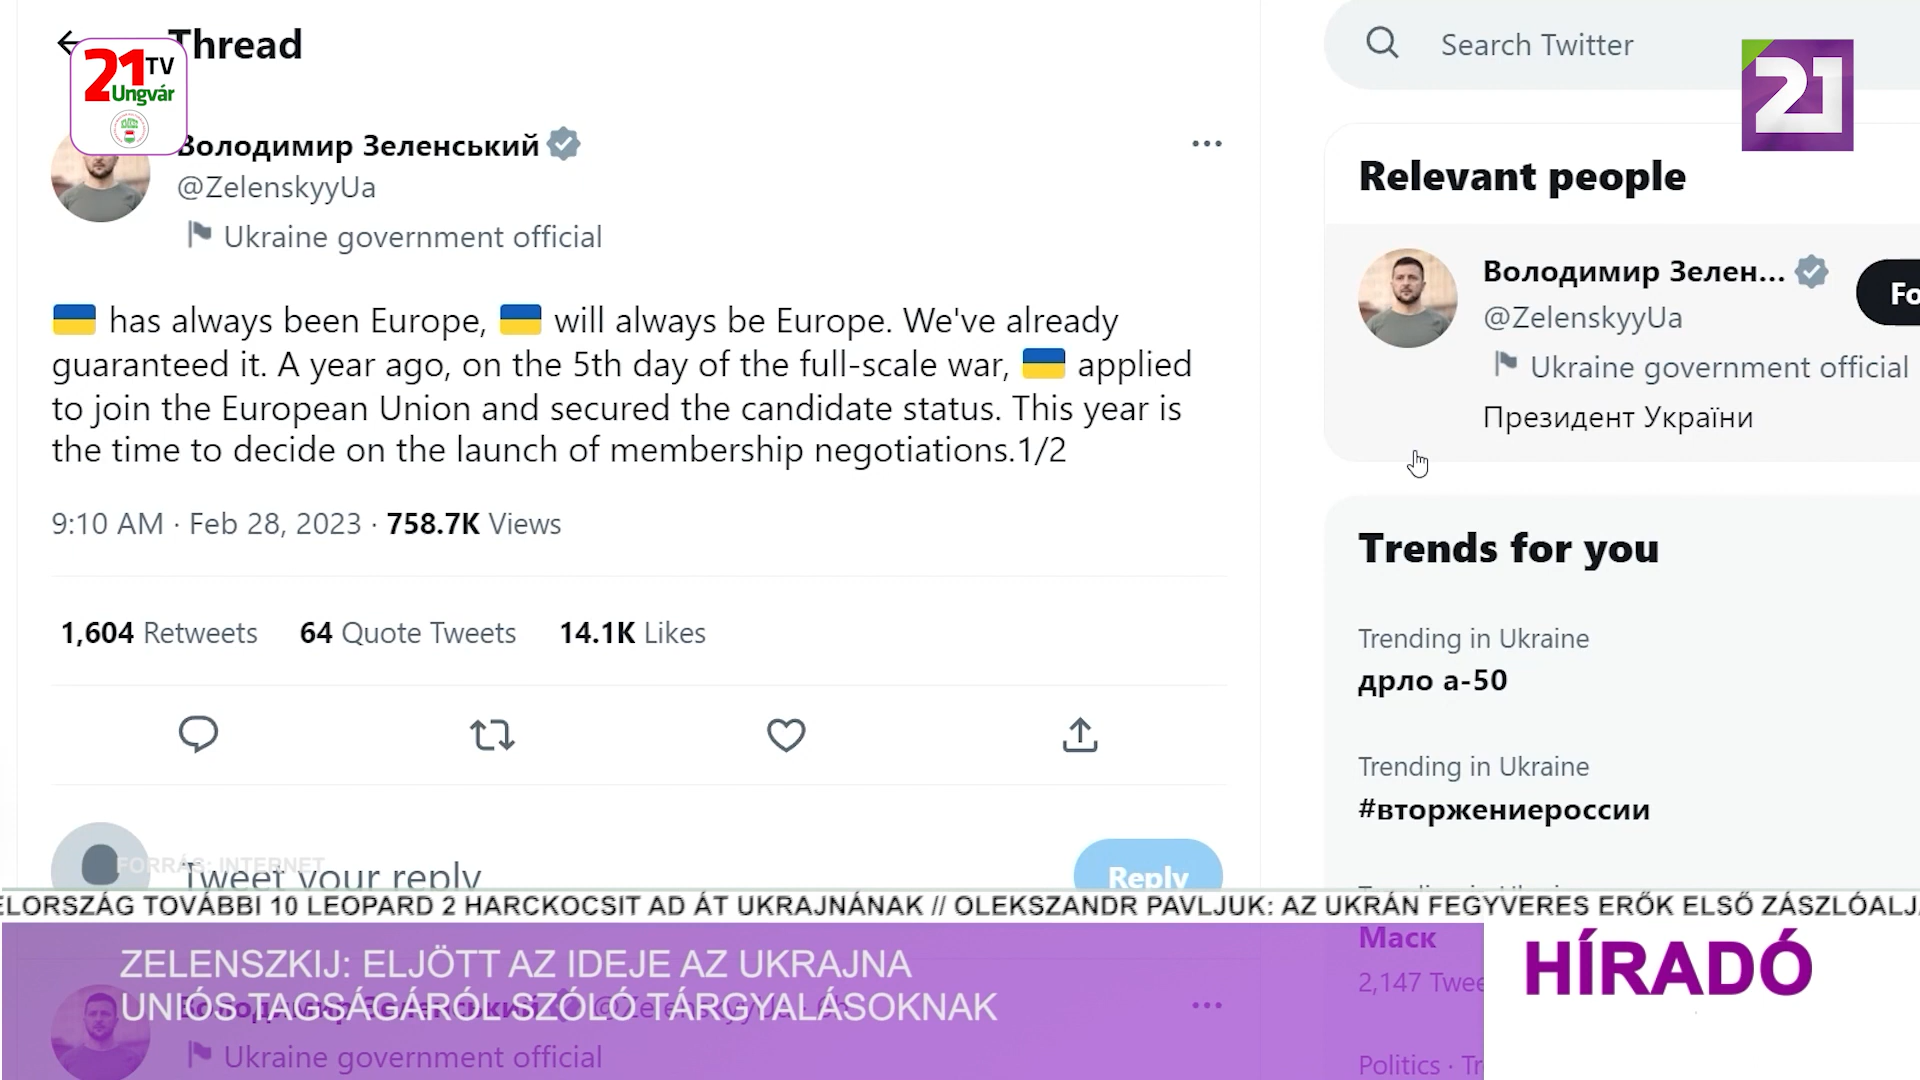 Thread
21 TV
Ungvár
Володимир Зеленський
@ZelenskyyUa
Ukraine government official
🇺🇦 has always been Europe, 🇺🇦 will always be Europe. We've already
guaranteed it. A year ago, on the 5th day of the full-scale war, 🇺🇦 applied
to join the European Union and secured the candidate status. This year is
the time to decide on the launch of membership negotiations.1/2
9:10 AM · Feb 28, 2023 · 758.7K Views
1,604 Retweets 64 Quote Tweets 14.1K Likes
Tweet your reply
Reply
FORRÁS: INTERNET
Search Twitter
21
Relevant people
Володимир Зелен...
Fo
@ZelenskyyUa
Ukraine government official
Президент України
Trends for you
Trending in Ukraine
дрло а-50
Trending in Ukraine
#вторжениероссии
Маск
2,147 Twee
Politics · Tr
ELORSZÁG TOVÁBBI 10 LEOPARD 2 HARCKOCSIT AD ÁT UKRAJNÁNAK // OLEKSZANDR PAVLJUK: AZ UKRÁN FEGYVERES ERŐK ELSŐ ZÁSZLÓALJ
ZELENSZKIJ: ELJÖTT AZ IDEJE AZ UKRAJNA
UNIÓS TAGSÁGÁRÓL SZÓLÓ TÁRGYALÁSOKNAK
Ukraine government official
HÍRADÓ